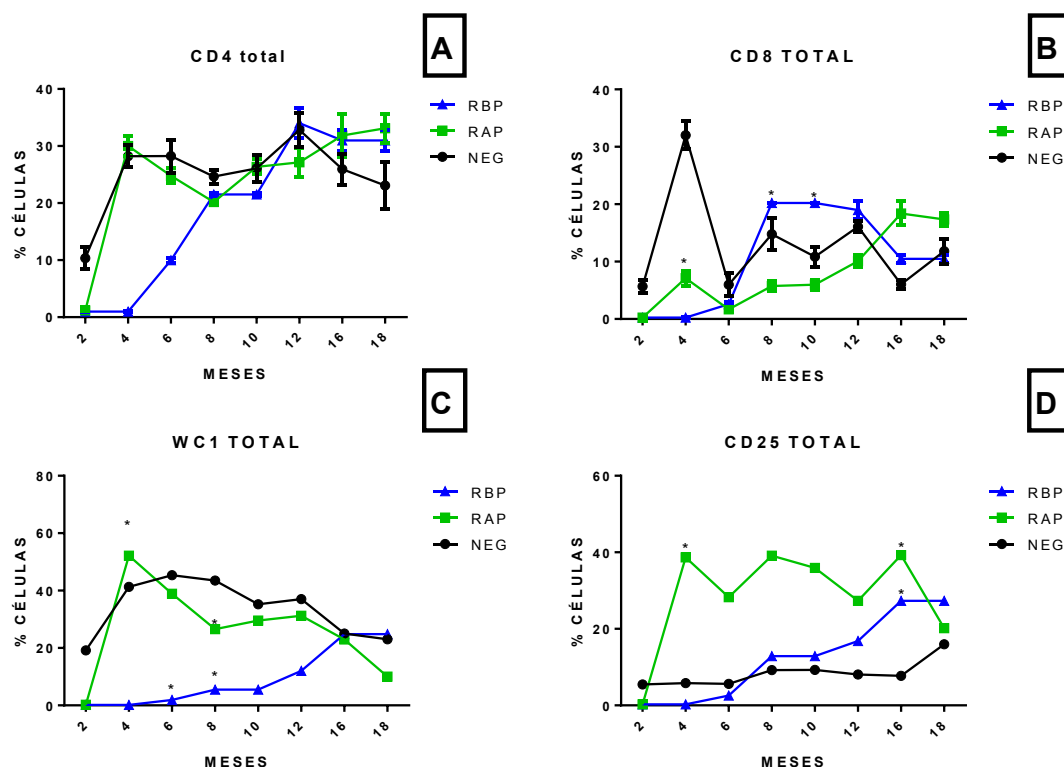 A
CD4 total
RBP
RAP
NEG
% CÉLULAS
40
30
20
10
0
2
4
6
8
10
12
16
18
MESES
B
CD8 TOTAL
RBP
RAP
NEG
% CÉLULAS
40
30
20
10
0
*
*
*
2
4
6
8
10
12
16
18
MESES
C
WC1 TOTAL
RBP
RAP
NEG
% CÉLULAS
80
60
40
20
0
*
*
*
*
2
4
6
8
10
12
16
18
MESES
D
CD25 TOTAL
RBP
RAP
NEG
% CÉLULAS
60
40
20
0
*
*
*
2
4
6
8
10
12
16
18
MESES